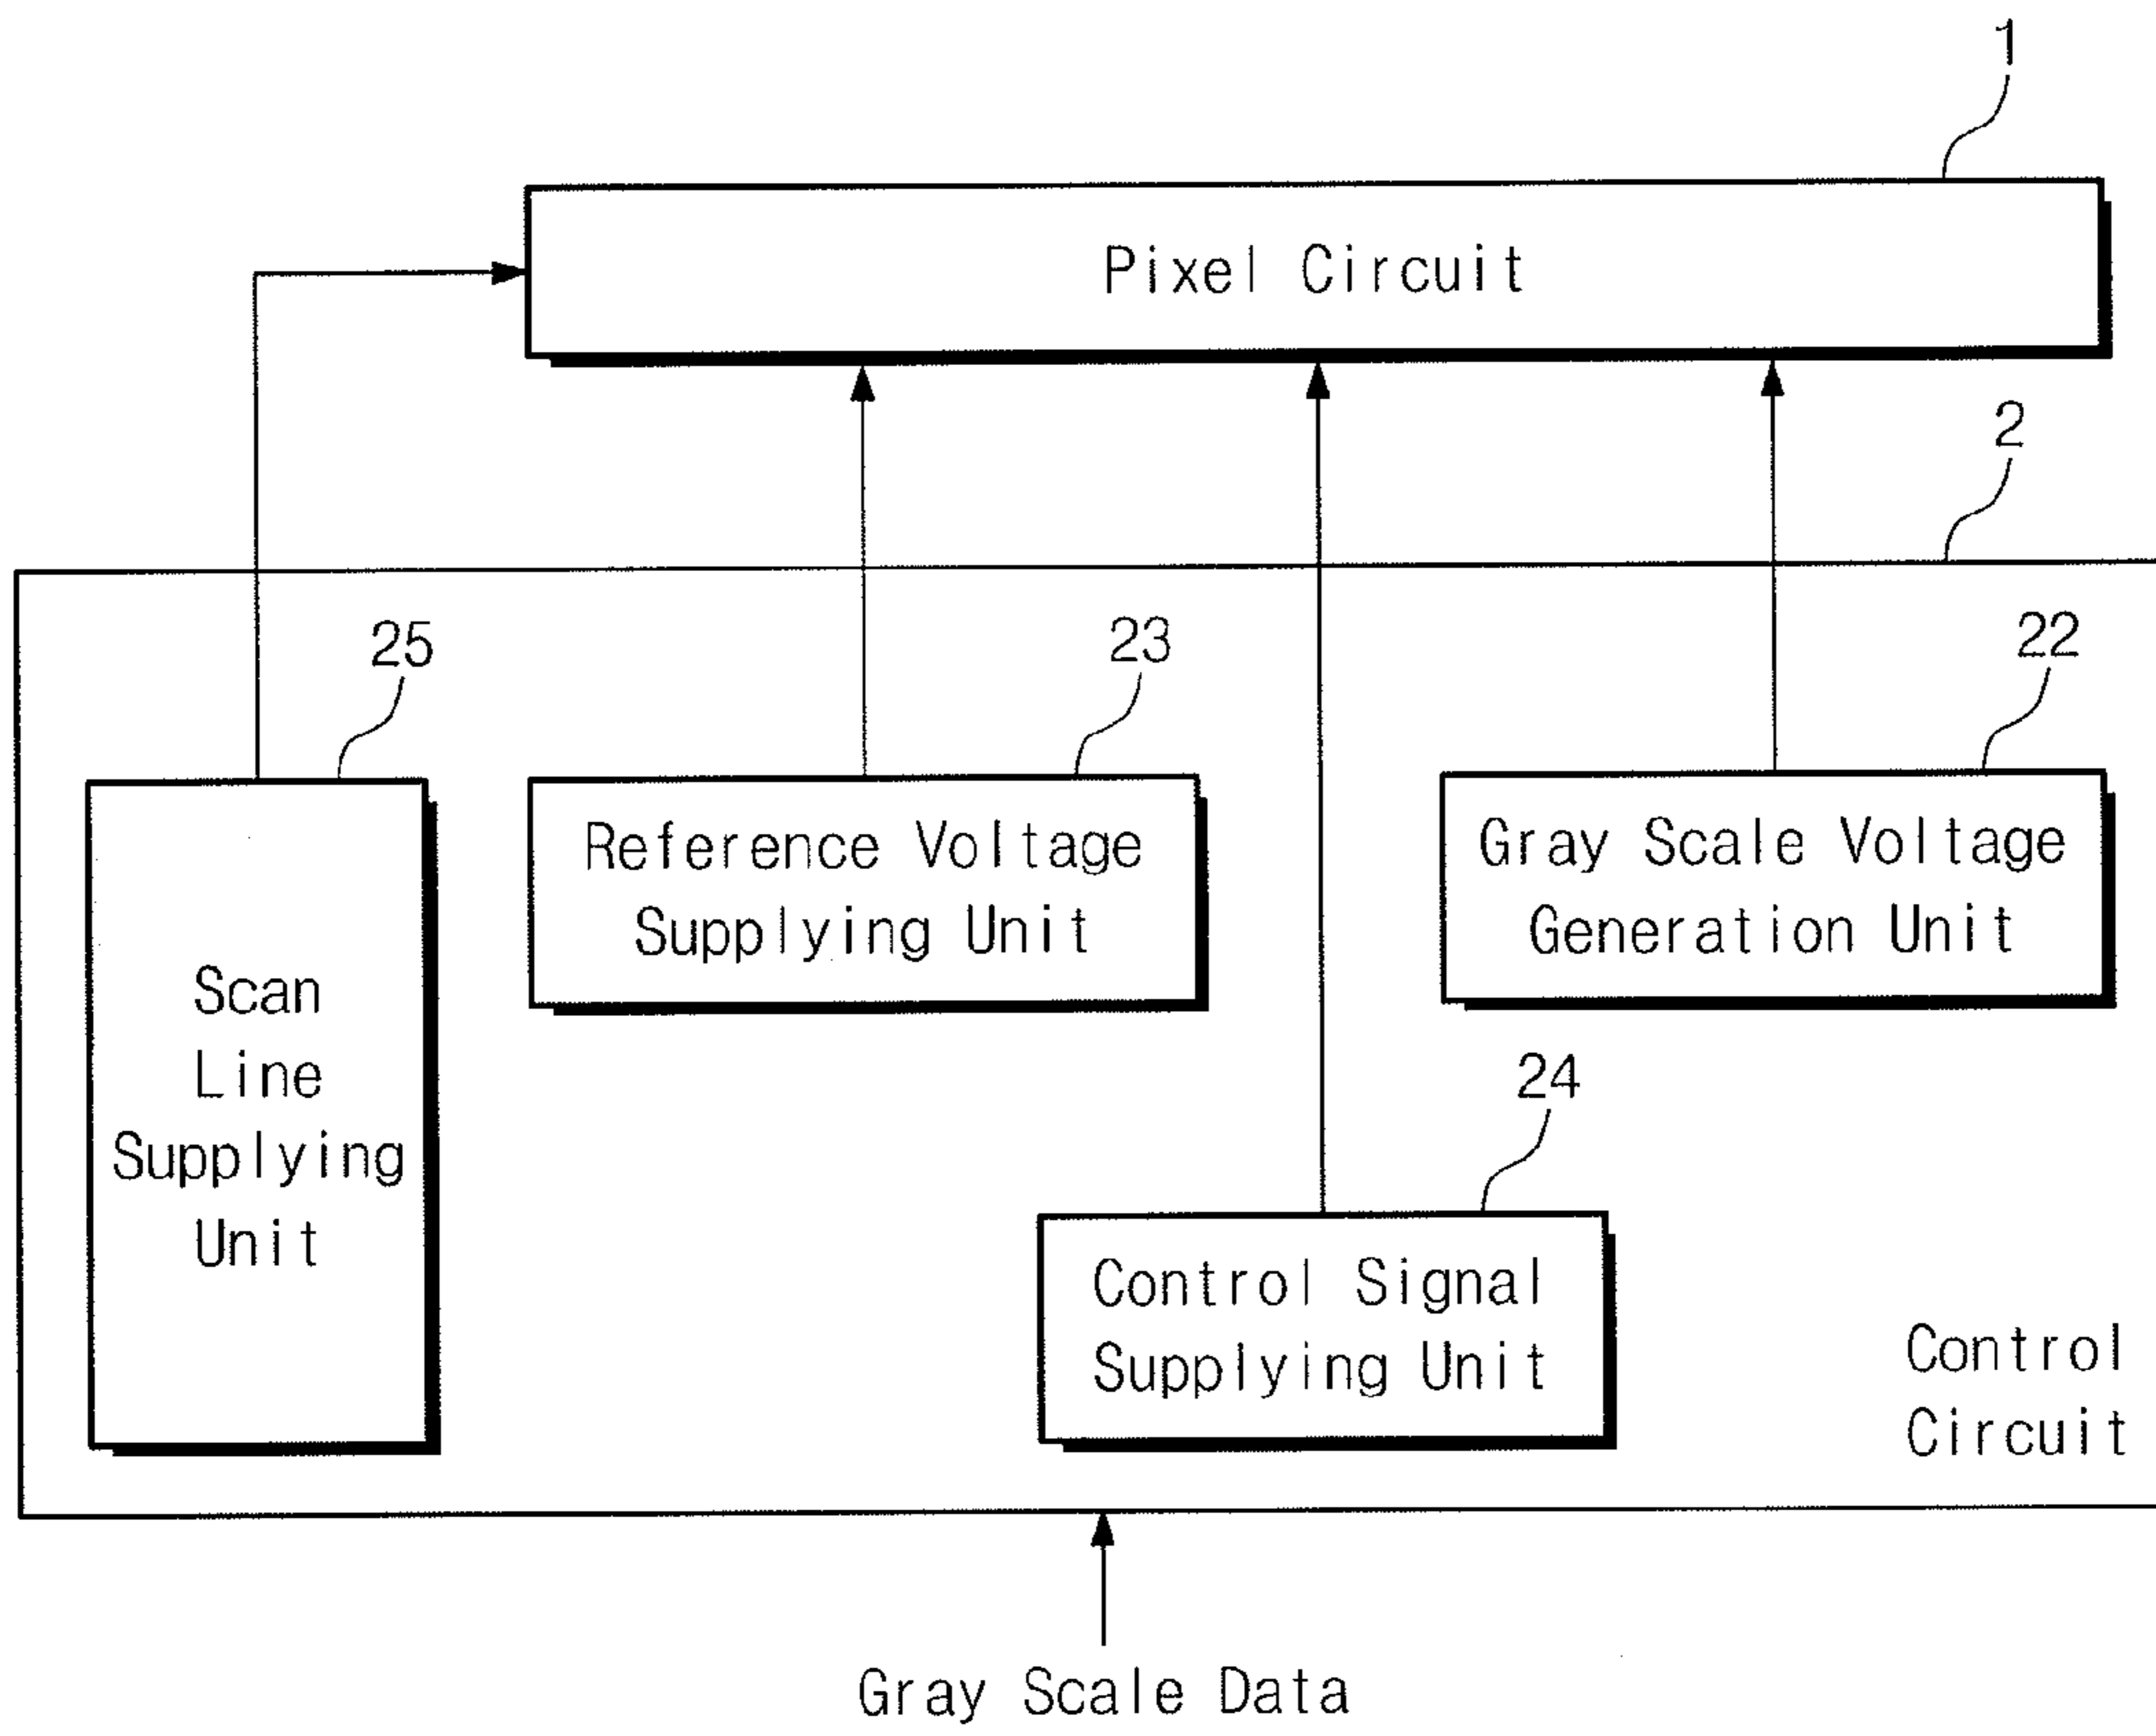 1
Pixel Circuit
2
25
23
22
Reference Voltage
Supplying Unit
Gray Scale Voltage
Generation Unit
Scan
Line
Supplying
Unit
24
Control Signal
Supplying Unit
Control
Circuit
Gray Scale Data